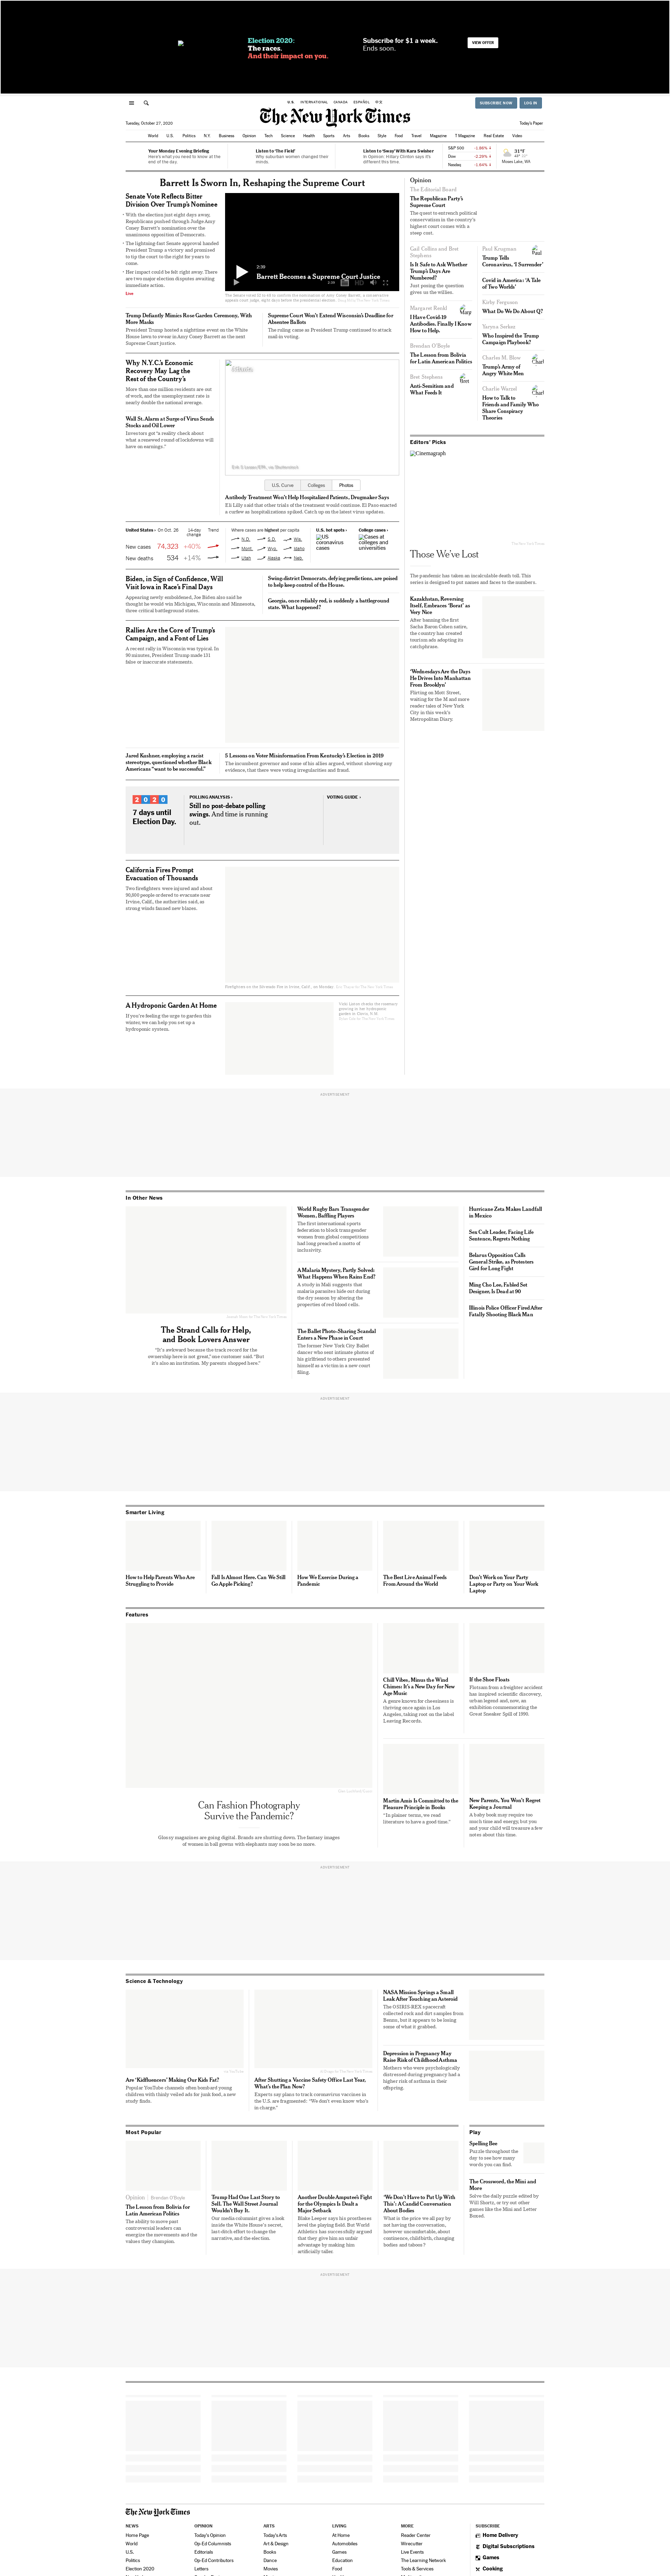 Election 2020:
The races.
And their impact on you.
Subscribe for $1 a week.
Ends soon.
VIEW OFFER
U.S. INTERNATIONAL CANADA ESPAÑOL 中文
SUBSCRIBE NOW LOG IN
The New York Times
Tuesday, October 27, 2020
Today's Paper
World U.S. Politics N.Y. Business Opinion Tech Science Health Sports Arts Books Style Food Travel Magazine T Magazine Real Estate Video
Your Monday Evening Briefing
Here's what you need to know at the end of the day.
Listen to 'The Field'
Why suburban women changed their minds.
Listen to 'Sway' With Kara Swisher
In Opinion: Hillary Clinton says it's different this time.
S&P 500 -1.86%
Dow -2.29%
Nasdaq -1.64%
31°F
Moses Lake, WA
Barrett Is Sworn In, Reshaping the Supreme Court
Senate Vote Reflects Bitter
Division Over Trump's Nominee
• With the election just eight days away,
Republicans pushed through Judge Amy
Coney Barrett's nomination over the
unanimous opposition of Democrats.
• The lightning-fast Senate approval handed
President Trump a victory and promised
to tip the court to the right for years to
come.
• Her impact could be felt right away. There
are two major election disputes awaiting
immediate action.
Live
2:39
Barrett Becomes a Supreme Court Justice
2:39 HD
Trump Defiantly Mimics Rose Garden Ceremony, With
More Masks
President Trump hosted a nighttime event on the White
House lawn to swear in Amy Coney Barrett as the next
Supreme Court justice.
Supreme Court Won't Extend Wisconsin's Deadline for
Absentee Ballots
The ruling came as President Trump continued to attack
mail-in voting.
Why N.Y.C.'s Economic
Recovery May Lag the
Rest of the Country's
More than one million residents are out
of work, and the unemployment rate is
nearly double the national average.
Wall St. Alarm at Surge of Virus Sends
Stocks and Oil Lower
Investors got "a reality check about
what a renewed round of lockdowns will
have on earnings."
U.S. Curve Colleges Photos
Antibody Treatment Won't Help Hospitalized Patients, Drugmaker Says
Eli Lilly said that other trials of the treatment would continue. El Paso enacted
a curfew as hospitalizations spiked. Catch up on the latest virus updates.
United States › On Oct. 26 14-day change Trend
New cases 74,323 +40%
New deaths 534 +14%
Where cases are highest per capita
N.D. S.D. Wis.
Mont. Wyo. Idaho
Utah Alaska Neb.
U.S. hot spots ›
US coronavirus cases
College cases ›
Cases at colleges and universities
Biden, in Sign of Confidence, Will
Visit Iowa in Race's Final Days
Appearing newly emboldened, Joe Biden also said he
thought he would win Michigan, Wisconsin and Minnesota,
three critical battleground states.
Swing-district Democrats, defying predictions, are poised
to help keep control of the House.
Georgia, once reliably red, is suddenly a battleground
state. What happened?
Rallies Are the Core of Trump's
Campaign, and a Font of Lies
A recent rally in Wisconsin was typical. In
90 minutes, President Trump made 131
false or inaccurate statements.
Jared Kushner, employing a racist
stereotype, questioned whether Black
Americans "want to be successful."
5 Lessons on Voter Misinformation From Kentucky's Election in 2019
The incumbent governor and some of his allies argued, without showing any
evidence, that there were voting irregularities and fraud.
2020
7 days until
Election Day.
POLLING ANALYSIS ›
Still no post-debate polling
swings. And time is running
out.
VOTING GUIDE ›
California Fires Prompt
Evacuation of Thousands
Two firefighters were injured and about
90,800 people ordered to evacuate near
Irvine, Calif., the authorities said, as
strong winds fanned new blazes.
Firefighters on the Silverado Fire in Irvine, Calif., on Monday.
A Hydroponic Garden At Home
If you're feeling the urge to garden this
winter, we can help you set up a
hydroponic system.
Opinion
The Editorial Board
The Republican Party's
Supreme Court
The quest to entrench political
conservatism in the country's
highest court comes with a
steep cost.
Gail Collins and Bret
Stephens
Is It Safe to Ask Whether
Trump's Days Are
Numbered?
Just posing the question
gives us the willies.
Paul Krugman
Trump Tells
Coronavirus, 'I Surrender'
Covid in America: 'A Tale
of Two Worlds'
Margaret Renkl
I Have Covid-19
Antibodies. Finally I Know
How to Help.
Kirby Ferguson
What Do We Do About Q?
Yaryna Serkez
Who Inspired the Trump
Campaign Playbook?
Brendan O'Boyle
The Lesson from Bolivia
for Latin American Politics
Charles M. Blow
Trump's Army of
Angry White Men
Bret Stephens
Anti-Semitism and
What Feeds It
Charlie Warzel
How to Talk to
Friends and Family Who
Share Conspiracy
Theories
Editors' Picks
Cinemagraph
Those We've Lost
The pandemic has taken an incalculable death toll. This
series is designed to put names and faces to the numbers.
Kazakhstan, Reversing
Itself, Embraces 'Borat' as
Very Nice
After banning the first
Sacha Baron Cohen satire,
the country has created
tourism ads adopting its
catchphrase.
'Wednesdays Are the Days
He Drives Into Manhattan
From Brooklyn'
Flirting on Mott Street,
waiting for the M and more
reader tales of New York
City in this week's
Metropolitan Diary.
ADVERTISEMENT
In Other News
The Strand Calls for Help,
and Book Lovers Answer
"It's awkward because the track record for the
ownership here is not great," one customer said. "But
it's also an institution. My parents shopped here."
World Rugby Bars Transgender
Women, Baffling Players
The first international sports
federation to block transgender
women from global competitions
had long preached a motto of
inclusivity.
A Malaria Mystery, Partly Solved:
What Happens When Rains End?
A study in Mali suggests that
malaria parasites hide out during
the dry season by altering the
properties of red blood cells.
The Ballet Photo-Sharing Scandal
Enters a New Phase in Court
The former New York City Ballet
dancer who sent intimate photos of
his girlfriend to others presented
himself as a victim in a new court
filing.
Hurricane Zeta Makes Landfall
in Mexico
Sex Cult Leader, Facing Life
Sentence, Regrets Nothing
Belarus Opposition Calls
General Strike, as Protesters
Gird for Long Fight
Ming Cho Lee, Fabled Set
Designer, Is Dead at 90
Illinois Police Officer Fired After
Fatally Shooting Black Man
ADVERTISEMENT
Smarter Living
How to Help Parents Who Are
Struggling to Provide
Fall Is Almost Here. Can We Still
Go Apple Picking?
How We Exercise During a
Pandemic
The Best Live Animal Feeds
From Around the World
Don't Work on Your Party
Laptop or Party on Your Work
Laptop
Features
Can Fashion Photography
Survive the Pandemic?
Glossy magazines are going digital. Brands are shutting down. The fantasy images
of women in ball gowns with elephants may soon be no more.
Chill Vibes, Minus the Wind
Chimes: It's a New Day for New
Age Music
A genre known for cheesiness is
thriving once again in Los
Angeles, taking root on the label
Leaving Records.
If the Shoe Floats
Flotsam from a freighter accident
has inspired scientific discovery,
urban legend and, now, an
exhibition commemorating the
Great Sneaker Spill of 1990.
Martin Amis Is Committed to the
Pleasure Principle in Books
"In plainer terms, we read
literature to have a good time."
New Parents, You Won't Regret
Keeping a Journal
A baby book may require too
much time and energy, but you
and your child will treasure a few
notes about this time.
ADVERTISEMENT
Science & Technology
Are 'Kidfluencers' Making Our Kids Fat?
Popular YouTube channels often bombard young
children with thinly veiled ads for junk food, a new
study finds.
After Shutting a Vaccine Safety Office Last Year,
What's the Plan Now?
Experts say plans to track coronavirus vaccines in
the U.S. are fragmented: "We don't even know who's
in charge."
NASA Mission Springs a Small
Leak After Touching an Asteroid
The OSIRIS-REX spacecraft
collected rock and dirt samples from
Bennu, but it appears to be losing
some of what it grabbed.
Depression in Pregnancy May
Raise Risk of Childhood Asthma
Mothers who were psychologically
distressed during pregnancy had a
higher risk of asthma in their
offspring.
Most Popular
Opinion | Brendan O'Boyle
The Lesson from Bolivia for
Latin American Politics
The ability to move past
controversial leaders can
energize the movements and the
values they champion.
Trump Had One Last Story to
Sell. The Wall Street Journal
Wouldn't Buy It.
Our media columnist gives a look
inside the White House's secret,
last-ditch effort to change the
narrative, and the election.
Another Double Amputee's Fight
for the Olympics Is Dealt a
Major Setback
Blake Leeper says his prostheses
level the playing field. But World
Athletics has successfully argued
that they give him an unfair
advantage by making him
artificially taller.
'We Don't Have to Put Up With
This': A Candid Conversation
About Bodies
What is the price we all pay by
not having the conversation,
however uncomfortable, about
continence, childbirth, changing
bodies and taboos?
Play
Spelling Bee
Puzzle throughout the
day to see how many
words you can find.
The Crossword, the Mini and
More
Solve the daily puzzle edited by
Will Shortz, or try out other
games like the Mini and Letter
Boxed.
ADVERTISEMENT
The New York Times
NEWS
Home Page
World
U.S.
Politics
Election 2020
OPINION
Today's Opinion
Op-Ed Columnists
Editorials
Op-Ed Contributors
Letters
ARTS
Today's Arts
Art & Design
Books
Dance
Movies
LIVING
At Home
Automobiles
Games
Education
Food
MORE
Reader Center
Wirecutter
Live Events
The Learning Network
Tools & Services
SUBSCRIBE
Home Delivery
Digital Subscriptions
Games
Cooking